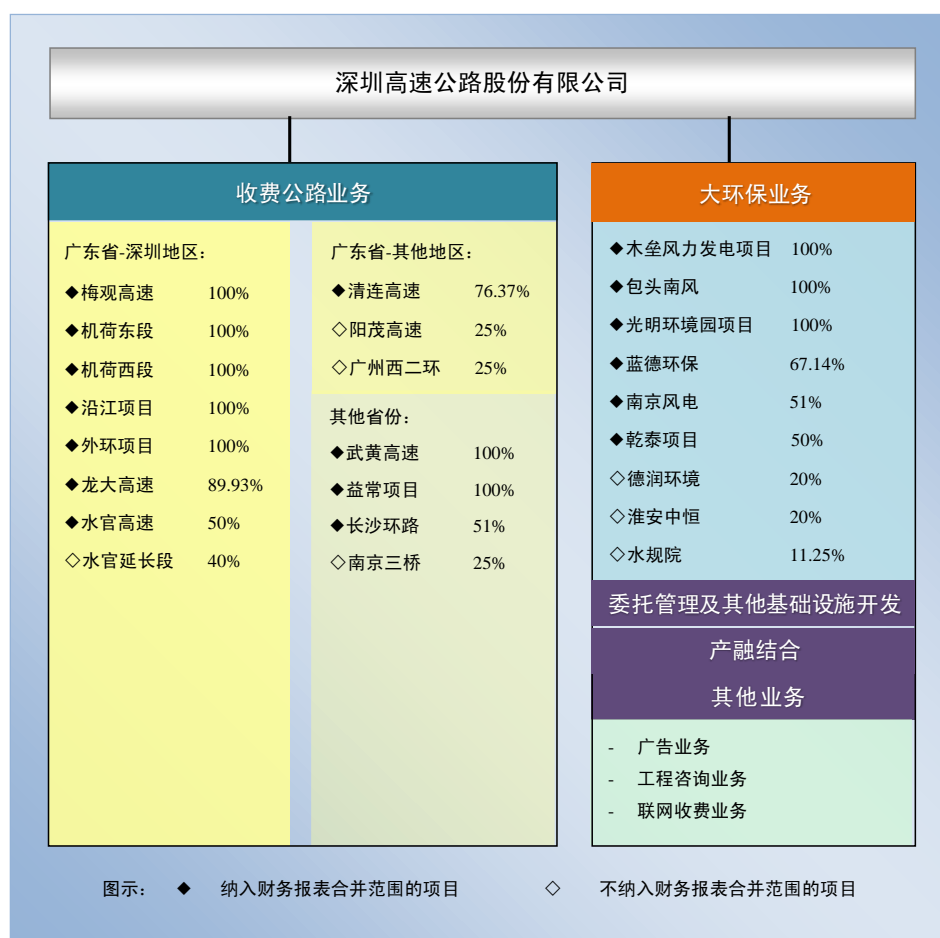 深圳高速公路股份有限公司
收费公路业务
广东省-深圳地区：
◆梅观高速 100%
◆机荷东段 100%
◆机荷西段 100%
◆沿江项目 100%
◆外环项目 100%
◆龙大高速 89.93%
◆水官高速 50%
◇水官延长段 40%
广东省-其他地区：
◆清连高速 76.37%
◇阳茂高速 25%
◇广州西二环 25%
其他省份：
◆武黄高速 100%
◆益常项目 100%
◆长沙环路 51%
◇南京三桥 25%
大环保业务
◆木垒风力发电项目 100%
◆包头南风 100%
◆光明环境园项目 100%
◆蓝德环保 67.14%
◆南京风电 51%
◆乾泰项目 50%
◇德润环境 20%
◇淮安中恒 20%
◇水规院 11.25%
委托管理及其他基础设施开发
产融结合
其他业务
- 广告业务
- 工程咨询业务
- 联网收费业务
图示： ◆ 纳入财务报表合并范围的项目 ◇ 不纳入财务报表合并范围的项目